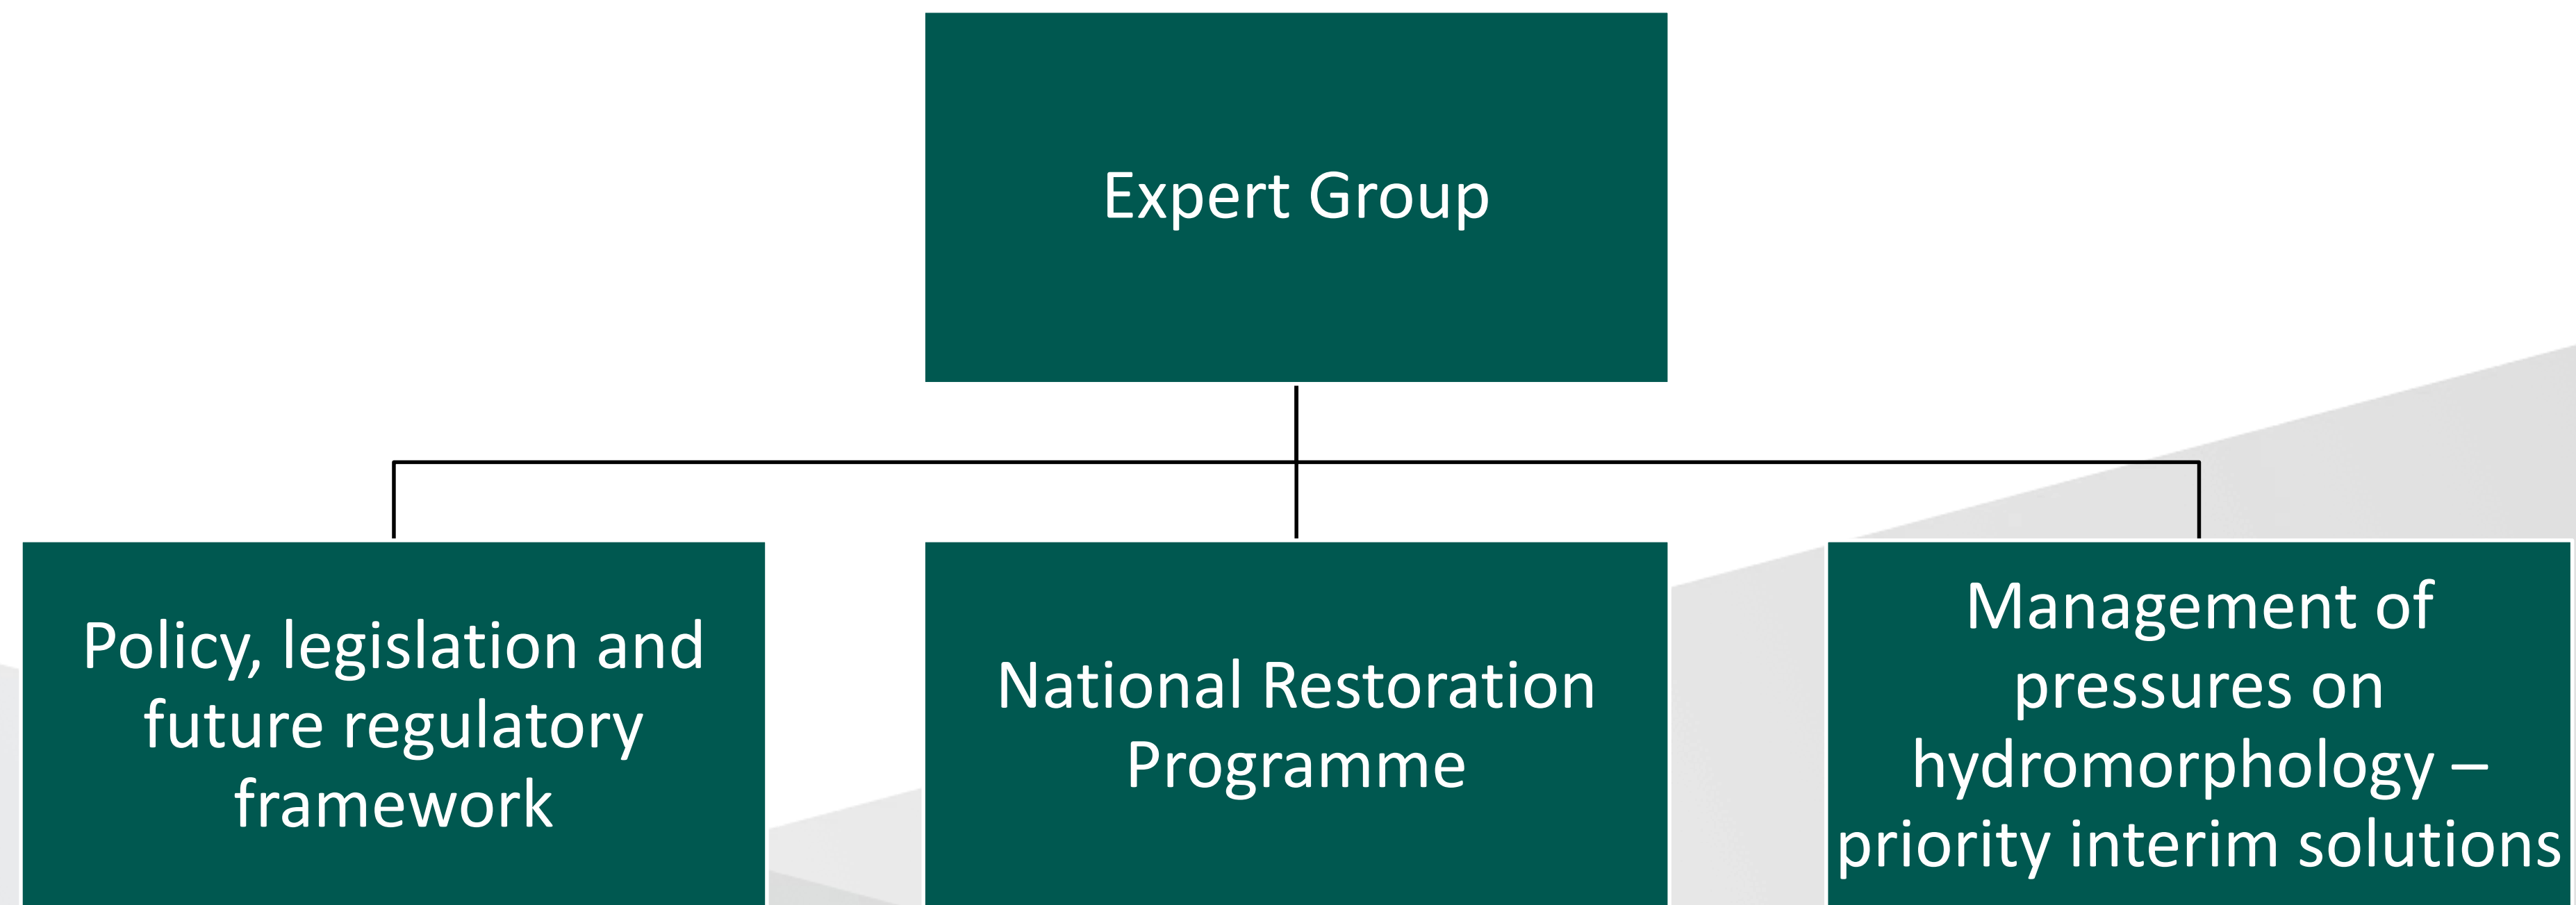 Expert Group
Policy, legislation and
future regulatory
framework
National Restoration
Programme
Management of
pressures on
hydromorphology –
priority interim solutions